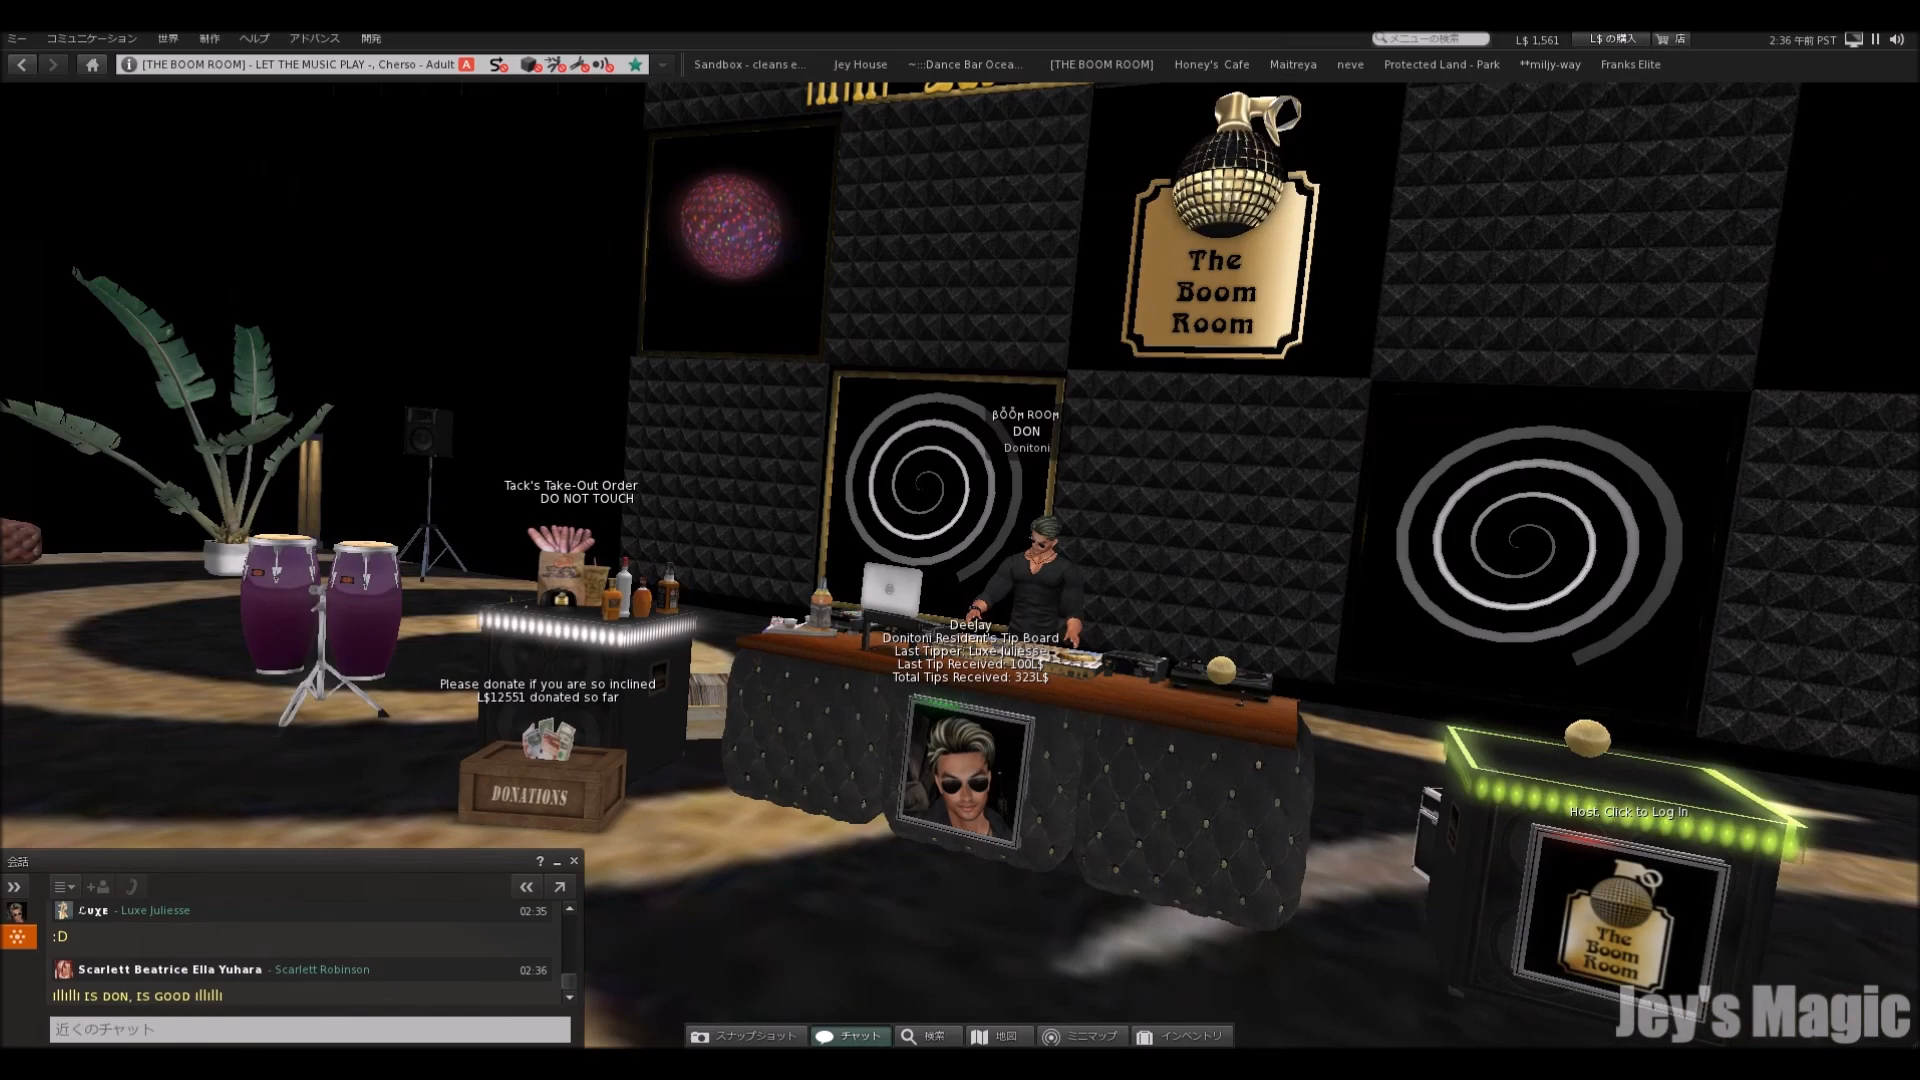 ミー コミュニケーション 世界 制作 ヘルプ アドバンス 開発
メニューの検索 L$ 1,561 L$ の購入 店 2:36 午前 PST
[THE BOOM ROOM] - LET THE MUSIC PLAY -, Cherso - Adult A
Sandbox - cleans e... Jey House ~:::Dance Bar Ocea... [THE BOOM ROOM] Honey's Cafe Maitreya neve Protected Land - Park **miljy-way Franks Elite
The
Boom
Room
DON
Donitoni
Tack's Take-Out Order
DO NOT TOUCH
DeeJay
Donitoni Resident's Tip Board
Last Tipper: Luxe Juliesse
Last Tip Received: 100L$
Total Tips Received: 323L$
Please donate if you are so inclined
L$12551 donated so far
DONATIONS
Host, Click to Log In
The
Boom
Room
会話
ℒυχε - Luxe Juliesse 02:35
:D
Scarlett Beatrice Ella Yuhara - Scarlett Robinson 02:36
ıllıllı IS DON, IS GOOD ıllıllı
近くのチャット
スナップショット チャット 検索 地図 ミニマップ インベントリ
Jey's Magic